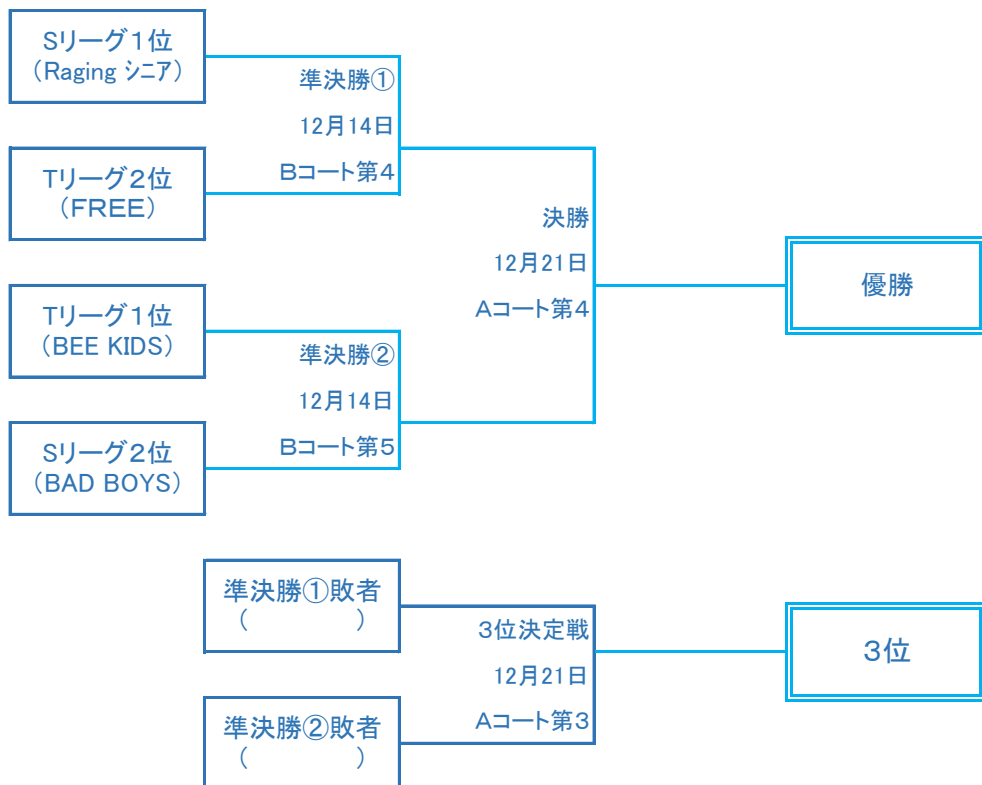 Sリーグ1位
（Raging シニア）
準決勝①
12月14日
Bコート第4
Tリーグ2位
（FREE）
決勝
12月21日
Aコート第4
優勝
Tリーグ1位
（BEE KIDS）
準決勝②
12月14日
Bコート第5
Sリーグ2位
（BAD BOYS）
準決勝①敗者
（　　　　）
3位決定戦
12月21日
Aコート第3
3位
準決勝②敗者
（　　　　）